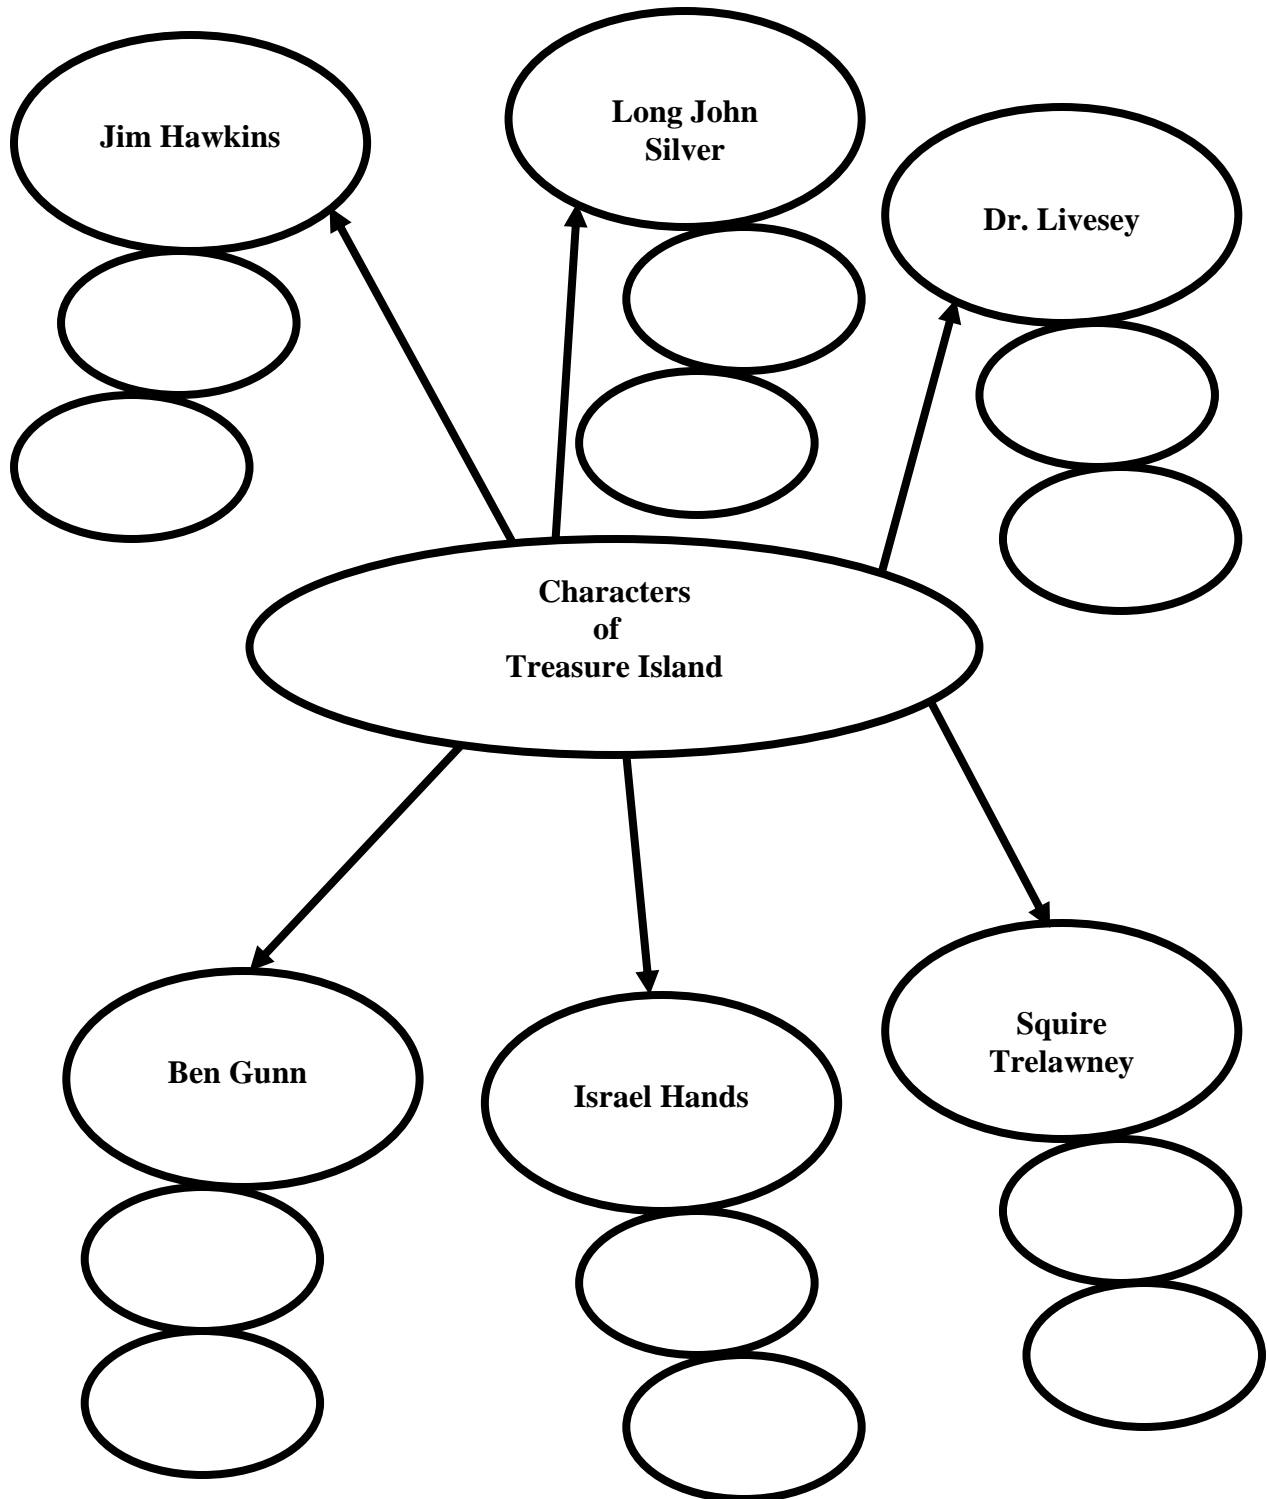 Jim Hawkins
Long John
Silver
Dr. Livesey
Characters
of
Treasure Island
Ben Gunn
Israel Hands
Squire
Trelawney